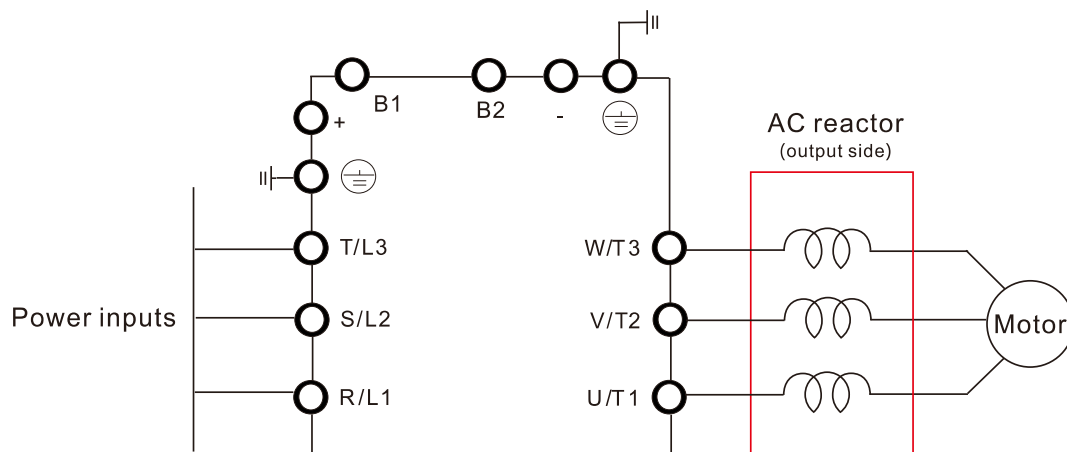 B1
B2
-
+
AC reactor
(output side)
T/L3
W/T3
Power inputs
S/L2
V/T2
Motor
R/L1
U/T1